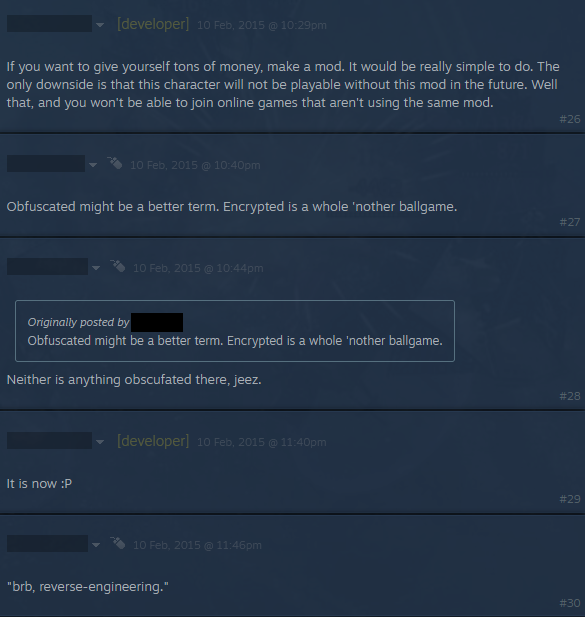 [developer] 10 Feb, 2015 @ 10:29pm
If you want to give yourself tons of money, make a mod. It would be really simple to do. The
only downside is that this character will not be playable without this mod in the future. Well
that, and you won't be able to join online games that aren't using the same mod.
#26
10 Feb, 2015 @ 10:40pm
Obfuscated might be a better term. Encrypted is a whole 'nother ballgame.
#27
10 Feb, 2015 @ 10:44pm
Originally posted by
Obfuscated might be a better term. Encrypted is a whole 'nother ballgame.
Neither is anything obscufated there, jeez.
#28
[developer] 10 Feb, 2015 @ 11:40pm
It is now :P
#29
10 Feb, 2015 @ 11:46pm
"brb, reverse-engineering."
#30